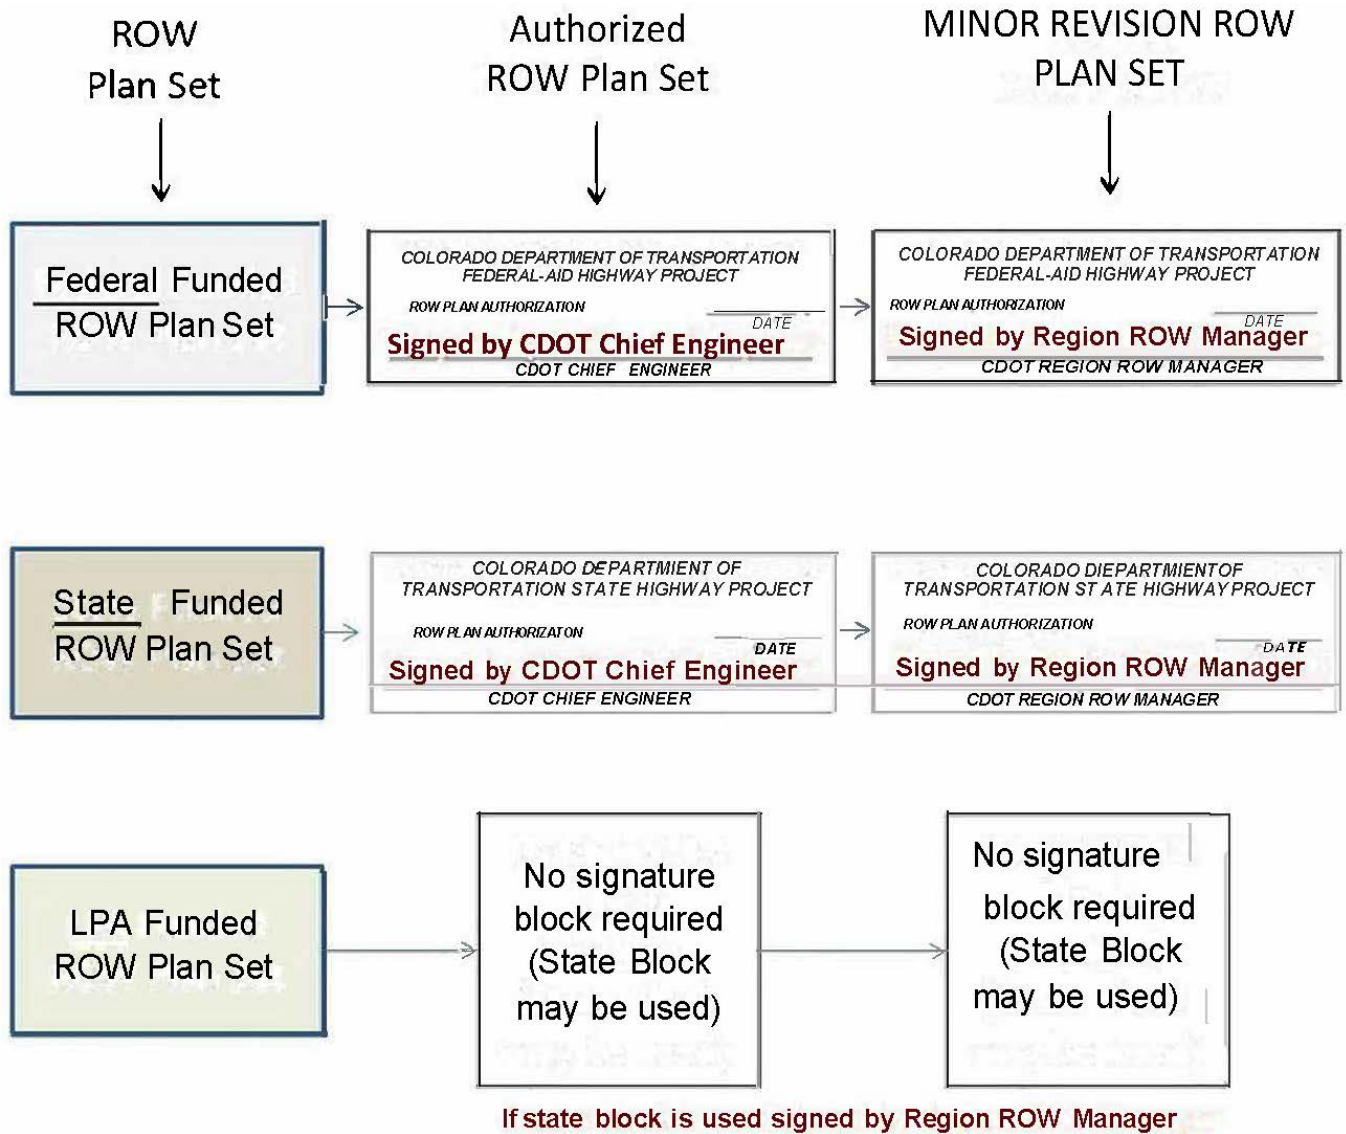 ROW
Plan Set
Authorized
ROW Plan Set
MINOR REVISION ROW
PLAN SET
Federal Funded
ROW Plan Set
COLORADO DEPARTMENT OF TRANSPORTATION
FEDERAL-AID HIGHWAY PROJECT
ROW PLAN AUTHORIZATION
DATE
Signed by CDOT Chief Engineer
CDOT CHIEF ENGINEER
COLORADO DEPARTMENT OF TRANSPORTATION
FEDERAL-AID HIGHWAY PROJECT
ROW PLAN AUTHORIZATION
DATE
Signed by Region ROW Manager
CDOT REGION ROW MANAGER
State Funded
ROW Plan Set
COLORADO DEPARTMIENT OF
TRANSPORTATION STATE HIGHWAY PROJECT
ROW PLAN AUTHORIZATON
DATE
Signed by CDOT Chief Engineer
CDOT CHIEF ENGINEER
COLORADO DIEPARTMIENT OF
TRANSPORTATION STATE HIGHWAY PROJECT
ROW PLAN AUTHORIZATION
DATE
Signed by Region ROW Manager
CDOT REGION ROW MANAGER
LPA Funded
ROW Plan Set
No signature
block required
(State Block
may be used)
No signature
block required
(State Block
may be used)
If state block is used signed by Region ROW Manager